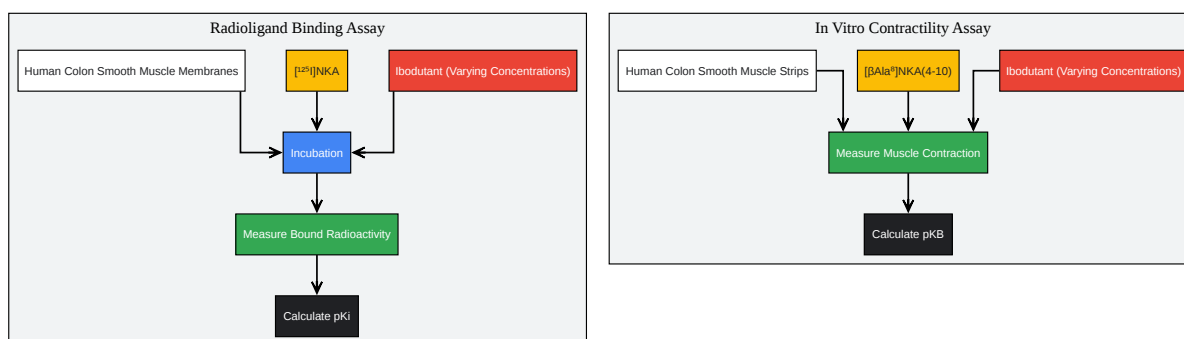 Radioligand Binding Assay
Human Colon Smooth Muscle Membranes
[¹²⁵I]NKA
Ibodutant (Varying Concentrations)
Incubation
Measure Bound Radioactivity
Calculate pKi
In Vitro Contractility Assay
Human Colon Smooth Muscle Strips
[βAla⁸]NKA(4-10)
Ibodutant (Varying Concentrations)
Measure Muscle Contraction
Calculate pKB